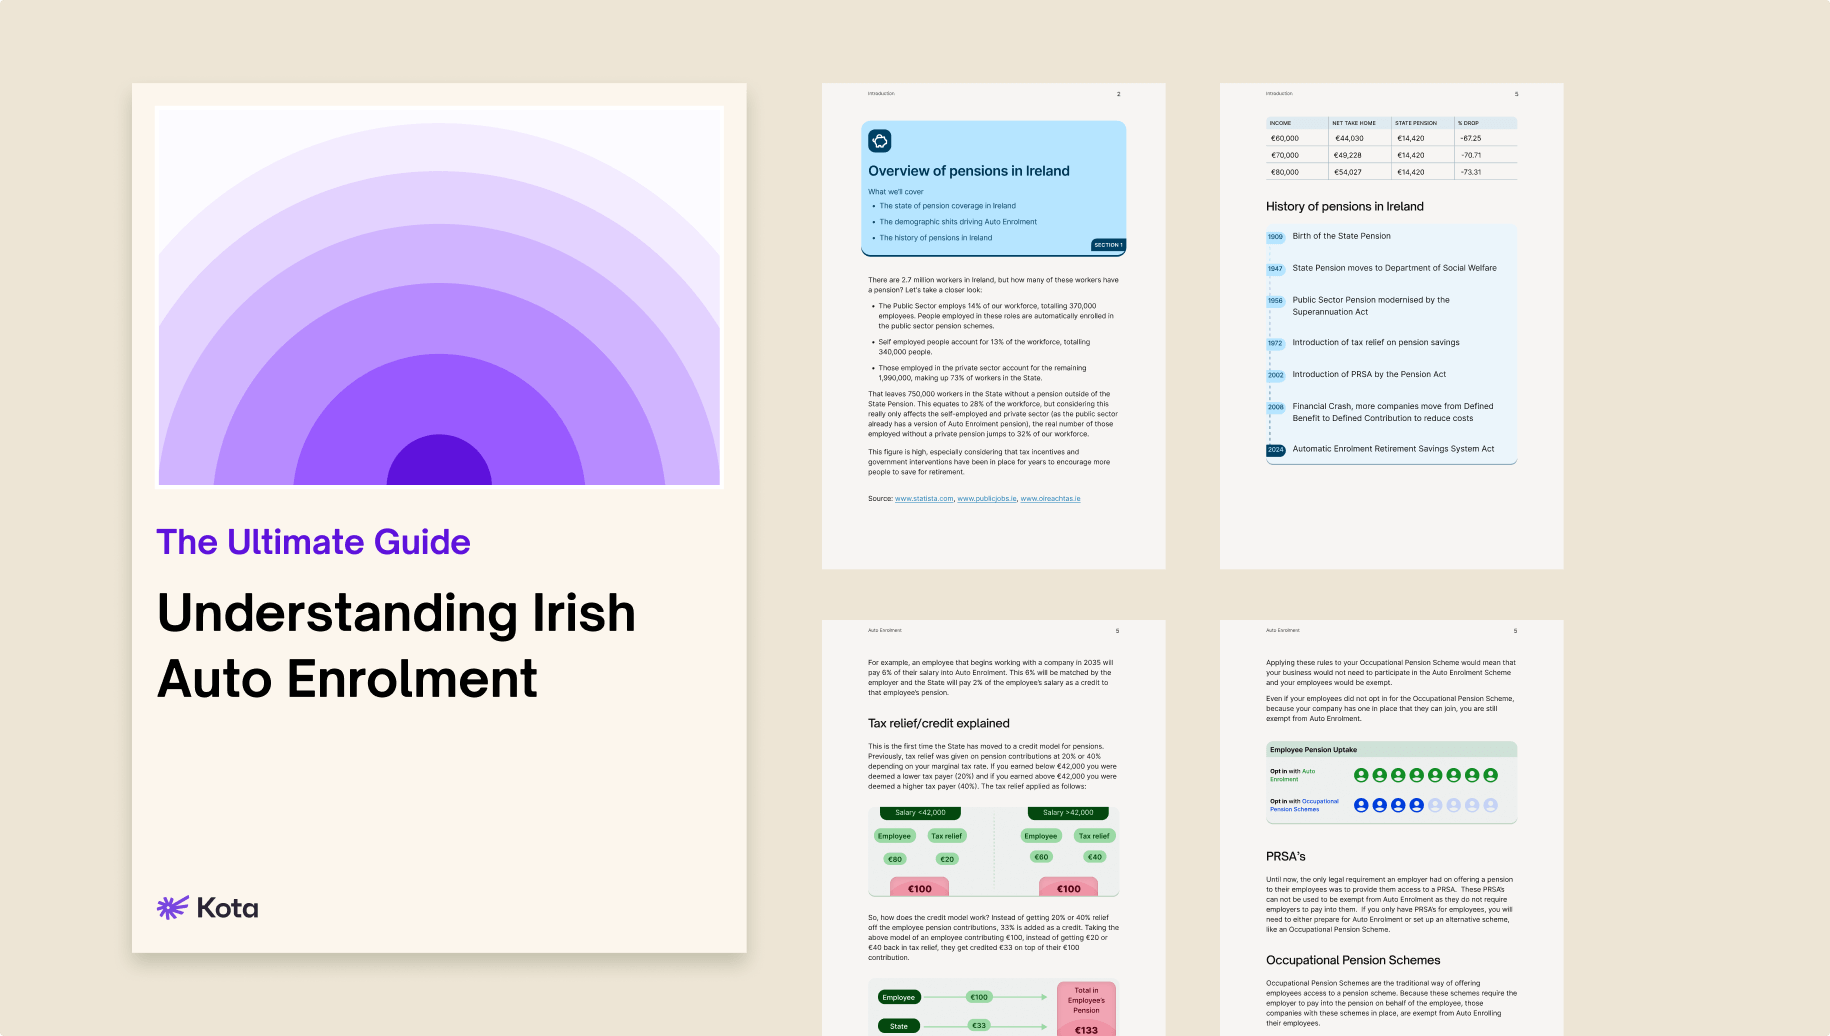 The Ultimate Guide
Understanding Irish
Auto Enrolment
Kota
Introduction
2
Overview of pensions in Ireland
What we'll cover
• The state of pension coverage in Ireland
• The demographic shits driving Auto Enrolment
• The history of pensions in Ireland
SECTION 1
There are 2.7 million workers in Ireland, but how many of these workers have
a pension? Let's take a closer look:
• The Public Sector employs 14% of our workforce, totalling 370,000
employees. People employed in these roles are automatically enrolled in
the public sector pension schemes.
• Self employed people account for 13% of the workforce, totalling
340,000 people.
• Those employed in the private sector account for the remaining
1,990,000, making up 73% of workers in the State.
That leaves 750,000 workers in the State without a pension outside of the
State Pension. This equates to 28% of the workforce, but considering this
really only affects the self-employed and private sector (as the public sector
already has a version of Auto Enrolment pension), the real number of those
employed without a private pension jumps to 32% of our workforce.
This figure is high, especially considering that tax incentives and
government interventions have been in place for years to encourage more
people to save for retirement.
Source: www.statista.com, www.publicjobs.ie, www.oireachtas.ie
Introduction
5
INCOME NET TAKE HOME STATE PENSION % DROP
€60,000 €44,030 €14,420 -67.25
€70,000 €49,228 €14,420 -70.71
€80,000 €54,027 €14,420 -73.31
History of pensions in Ireland
1909 Birth of the State Pension
1947 State Pension moves to Department of Social Welfare
1956 Public Sector Pension modernised by the
Superannuation Act
1972 Introduction of tax relief on pension savings
2002 Introduction of PRSA by the Pension Act
2008 Financial Crash, more companies move from Defined
Benefit to Defined Contribution to reduce costs
2024 Automatic Enrolment Retirement Savings System Act
Auto Enrolment
5
For example, an employee that begins working with a company in 2035 will
pay 6% of their salary into Auto Enrolment. This 6% will be matched by the
employer and the State will pay 2% of the employee's salary as a credit to
that employee's pension.
Tax relief/credit explained
This is the first time the State has moved to a credit model for pensions.
Previously, tax relief was given on pension contributions at 20% or 40%
depending on your marginal tax rate. If you earned below €42,000 you were
deemed a lower tax payer (20%) and if you earned above €42,000 you were
deemed a higher tax payer (40%). The tax relief applied as follows:
Salary <42,000 Salary >42,000
Employee Tax relief Employee Tax relief
€80 €20 €60 €40
€100 €100
So, how does the credit model work? Instead of getting 20% or 40% relief
off the employee pension contributions, 33% is added as a credit. Taking the
above model of an employee contributing €100, instead of getting €20 or
€40 back in tax relief, they get credited €33 on top of their €100
contribution.
Employee €100
State €33
Total in
Employee's
Pension
€133
Auto Enrolment
5
Applying these rules to your Occupational Pension Scheme would mean that
your business would not need to participate in the Auto Enrolment Scheme
and your employees would be exempt.
Even if your employees did not opt in for the Occupational Pension Scheme,
because your company has one in place that they can join, you are still
exempt from Auto Enrolment.
Employee Pension Uptake
Opt in with Auto
Enrolment
Opt in with Occupational
Pension Schemes
PRSA's
Until now, the only legal requirement an employer had on offering a pension
to their employees was to provide them access to a PRSA. These PRSA's
can not be used to be exempt from Auto Enrolment as they do not require
employers to pay into them. If you only have PRSA's for employees, you will
need to either prepare for Auto Enrolment or set up an alternative scheme,
like an Occupational Pension Scheme.
Occupational Pension Schemes
Occupational Pension Schemes are the traditional way of offering
employees access to a pension scheme. Because these schemes require the
employer to pay into the pension on behalf of the employee, those
companies with these schemes in place, are exempt from Auto Enrolling
their employees.